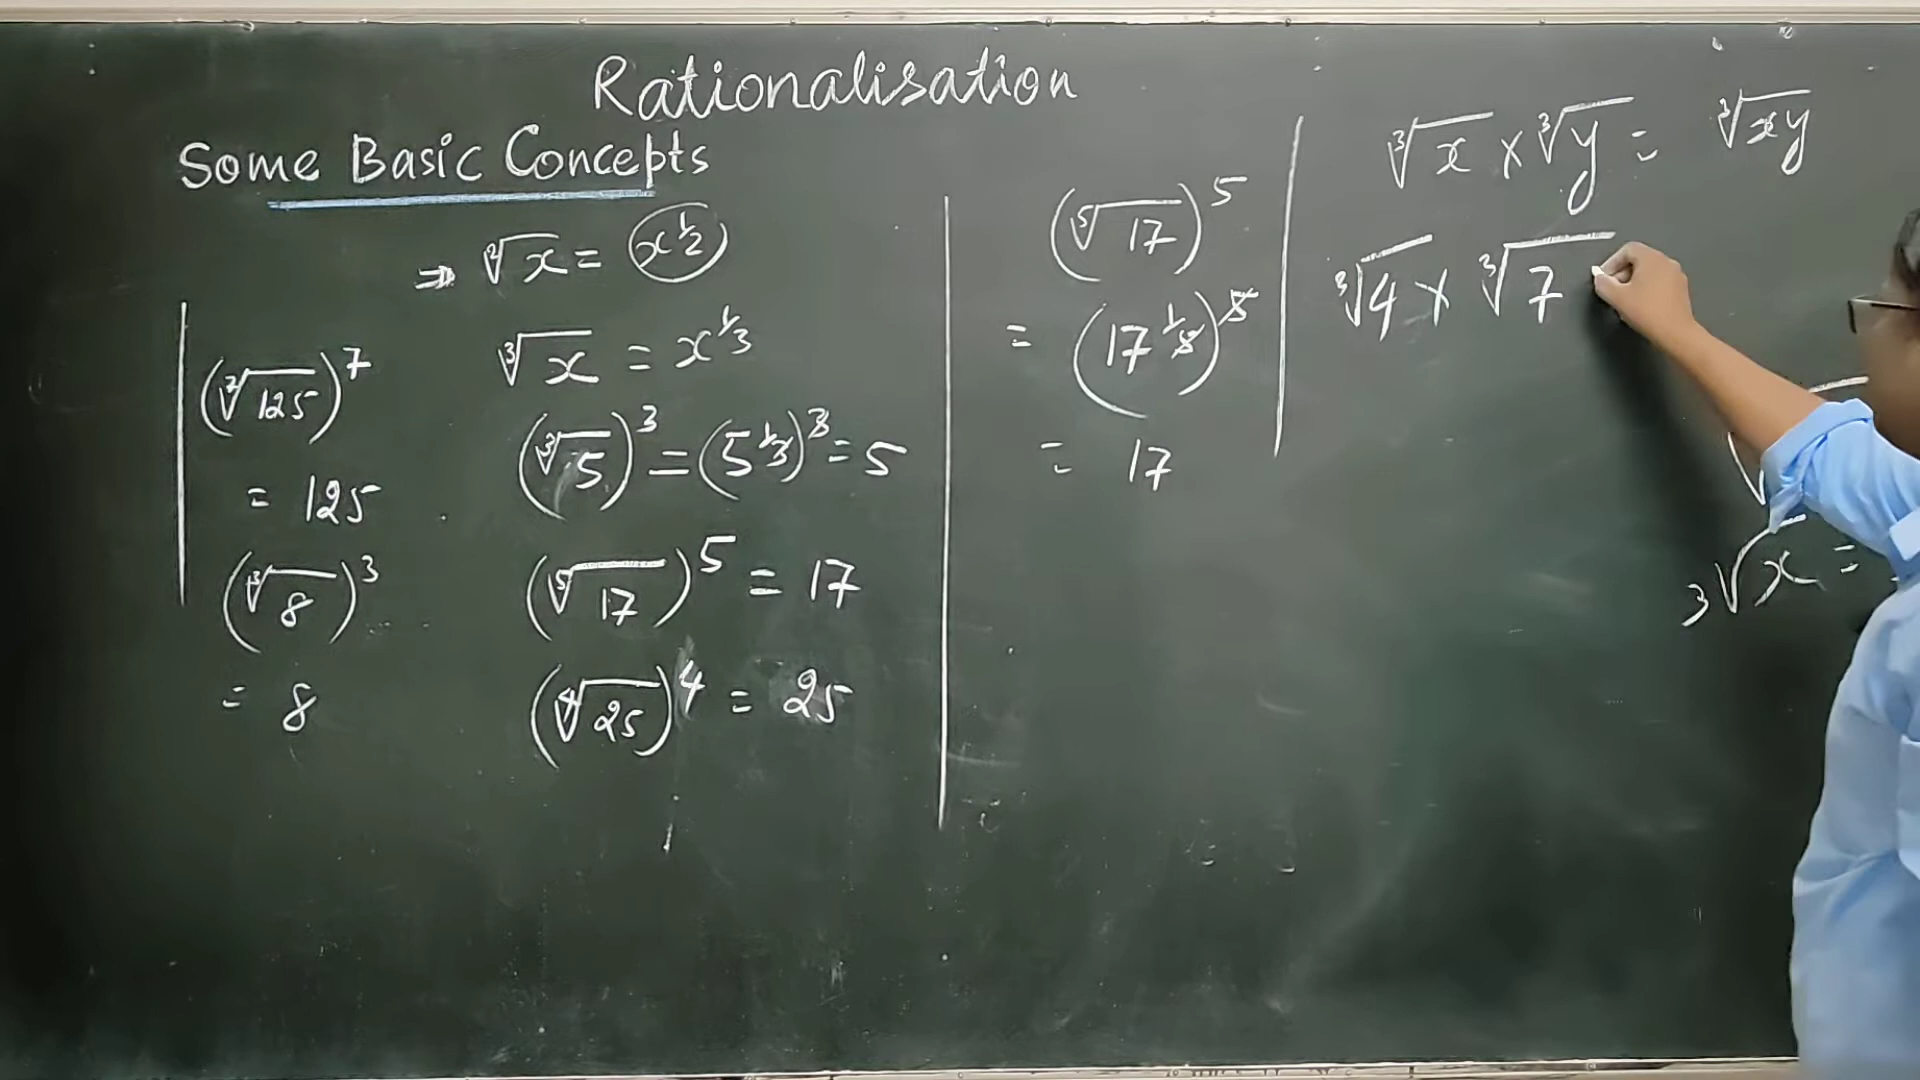 Rationalisation
Some Basic Concepts
⇒ ²√x = x^1/2
³√x = x^1/3
(³√5)^3 = (5^1/3)^3 = 5
(⁵√17)^5 = 17
(⁴√25)^4 = 25
(⁷√125)^7
= 125
(³√8)^3
= 8
(⁵√17)^5
= (17^1/5)^5
= 17
³√x × ³√y = ³√xy
³√4 × ³√7
3√x =